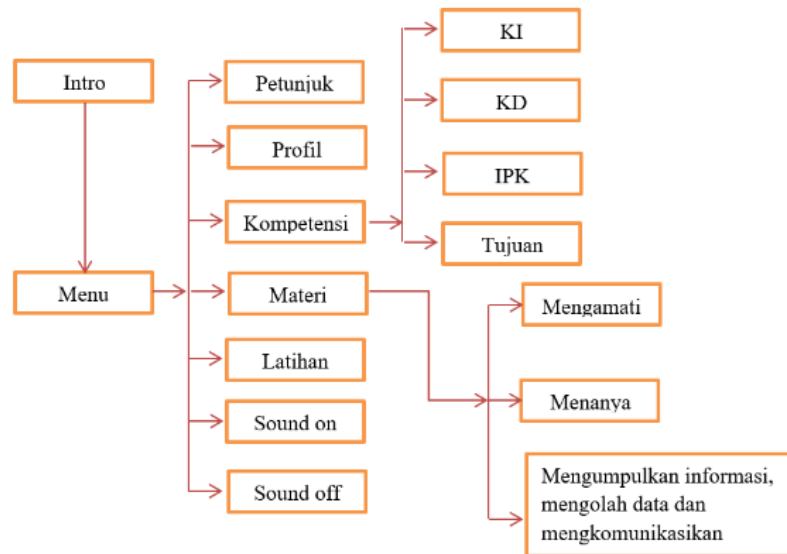 Intro
Menu
Petunjuk
Profil
Kompetensi
Materi
Latihan
Sound on
Sound off
KI
KD
IPK
Tujuan
Mengamati
Menanya
Mengumpulkan informasi,
mengolah data dan
mengkomunikasikan